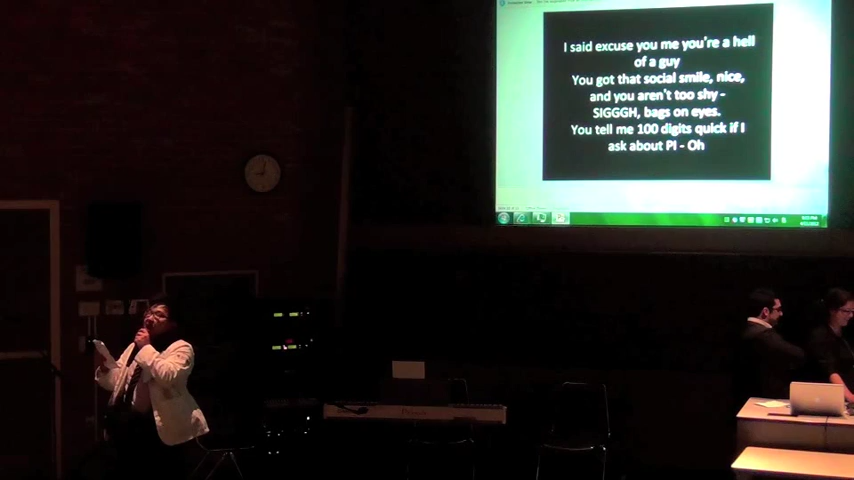 I said excuse you me you're a hell
of a guy
You got that social smile, nice,
and you aren't too shy -
SIGGGH, bags on eyes.
You tell me 100 digits quick if I
ask about PI - Oh